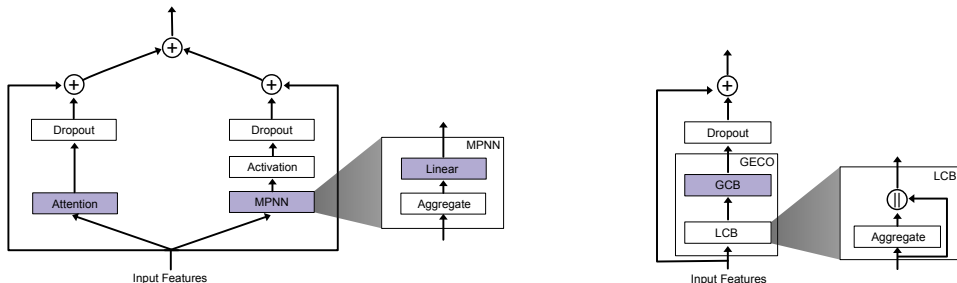 +
+
+
Dropout
Dropout
Activation
Attention
MPNN
Input Features
MPNN
Linear
Aggregate
+
Dropout
GECO
GCB
LCB
Input Features
LCB
||
Aggregate